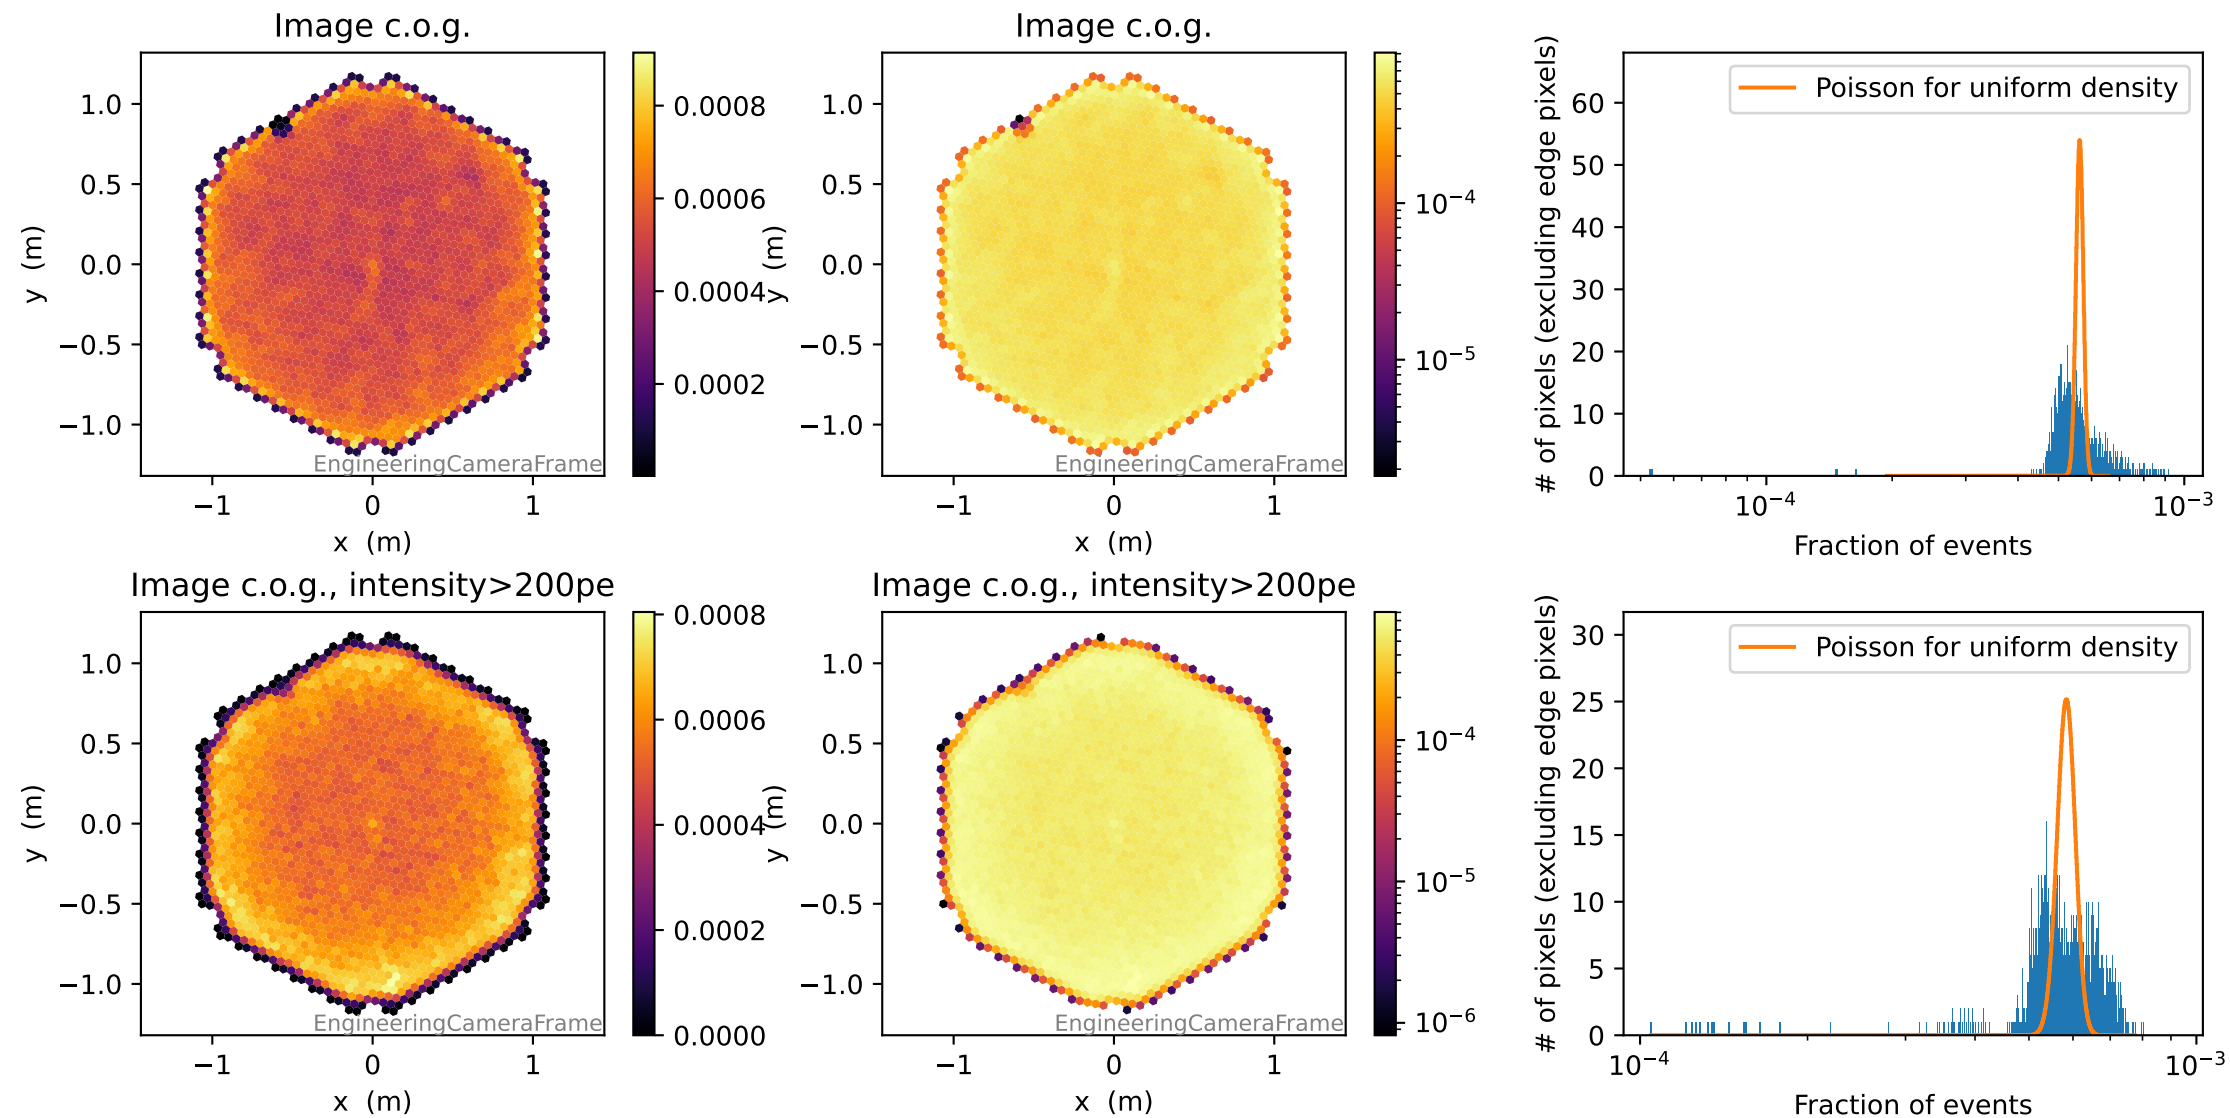 Image c.o.g.
1.0
0.5
0.0
−0.5
−1.0
y (m)
−1
0
1
x (m)
EngineeringCameraFrame
0.0008
0.0006
0.0004
0.0002
Image c.o.g.
1.0
0.5
0.0
−0.5
−1.0
y (m)
−1
0
1
x (m)
EngineeringCameraFrame
10⁻⁴
10⁻⁵
# of pixels (excluding edge pixels)
60
50
40
30
20
10
0
Poisson for uniform density
10⁻⁴
10⁻³
Fraction of events
Image c.o.g., intensity>200pe
1.0
0.5
0.0
−0.5
−1.0
y (m)
−1
0
1
x (m)
EngineeringCameraFrame
0.0008
0.0006
0.0004
0.0002
0.0000
Image c.o.g., intensity>200pe
1.0
0.5
0.0
−0.5
−1.0
y (m)
−1
0
1
x (m)
EngineeringCameraFrame
10⁻⁴
10⁻⁵
10⁻⁶
# of pixels (excluding edge pixels)
30
25
20
15
10
5
0
Poisson for uniform density
10⁻⁴
10⁻³
Fraction of events